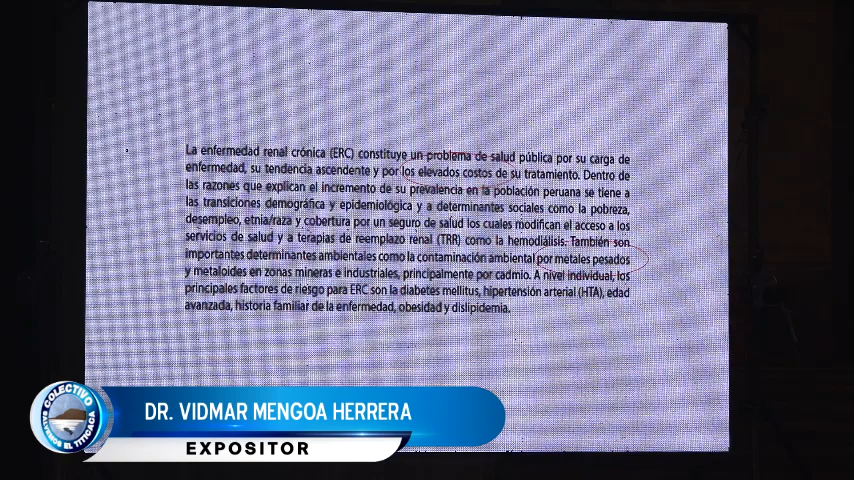 La enfermedad renal crónica (ERC) constituye un problema de salud pública por su carga de
enfermedad, su tendencia ascendente y por los elevados costos de su tratamiento. Dentro de
las razones que explican el incremento de su prevalencia en la población peruana se tiene a
las transiciones demográfica y epidemiológica y a determinantes sociales como la pobreza,
desempleo, etnia/raza y cobertura por un seguro de salud los cuales modifican el acceso a los
servicios de salud y a terapias de reemplazo renal (TRR) como la hemodiálisis. También son
importantes determinantes ambientales como la contaminación ambiental por metales pesados
y metaloides en zonas mineras e industriales, principalmente por cadmio. A nivel individual, los
principales factores de riesgo para ERC son la diabetes mellitus, hipertensión arterial (HTA), edad
avanzada, historia familiar de la enfermedad, obesidad y dislipidemia.
DR. VIDMAR MENGOA HERRERA
EXPOSITOR
COLECTIVO
SALVEMOS EL TITICACA